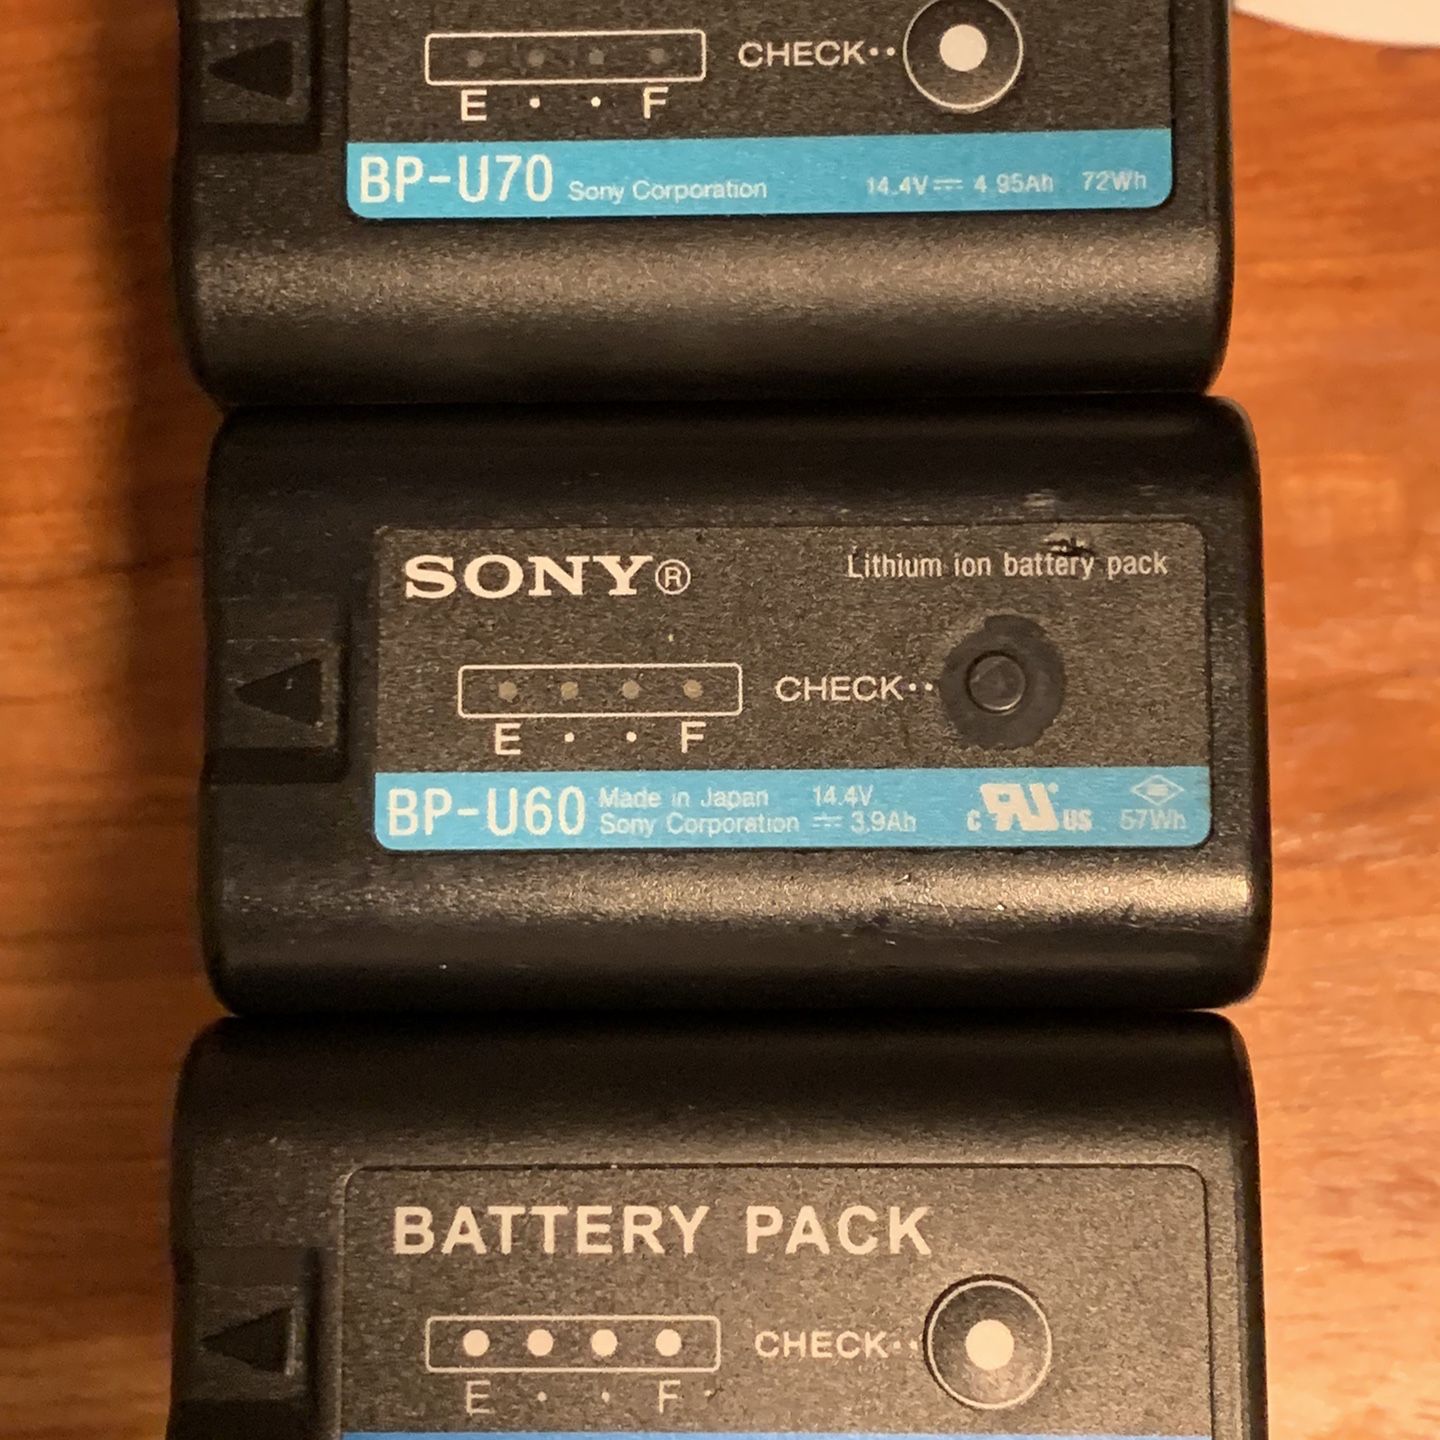 CHECK··
E · · F
BP-U70 Sony Corporation 14.4V⎓ 4.95Ah 72Wh
SONY® Lithium ion battery pack
CHECK··
E · · F
BP-U60 Made in Japan 14.4V
Sony Corporation ⎓ 3.9Ah c RU US 57Wh
BATTERY PACK
CHECK··
E · · F